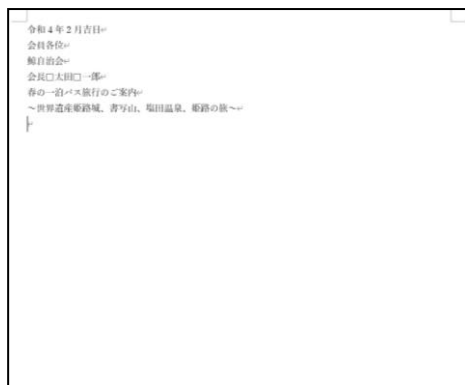 令和4年2月吉日
会員各位
鯨自治会
会長□太田□一郎
春の一泊バス旅行のご案内
～世界遺産姫路城、書写山、塩田温泉、姫路の旅～